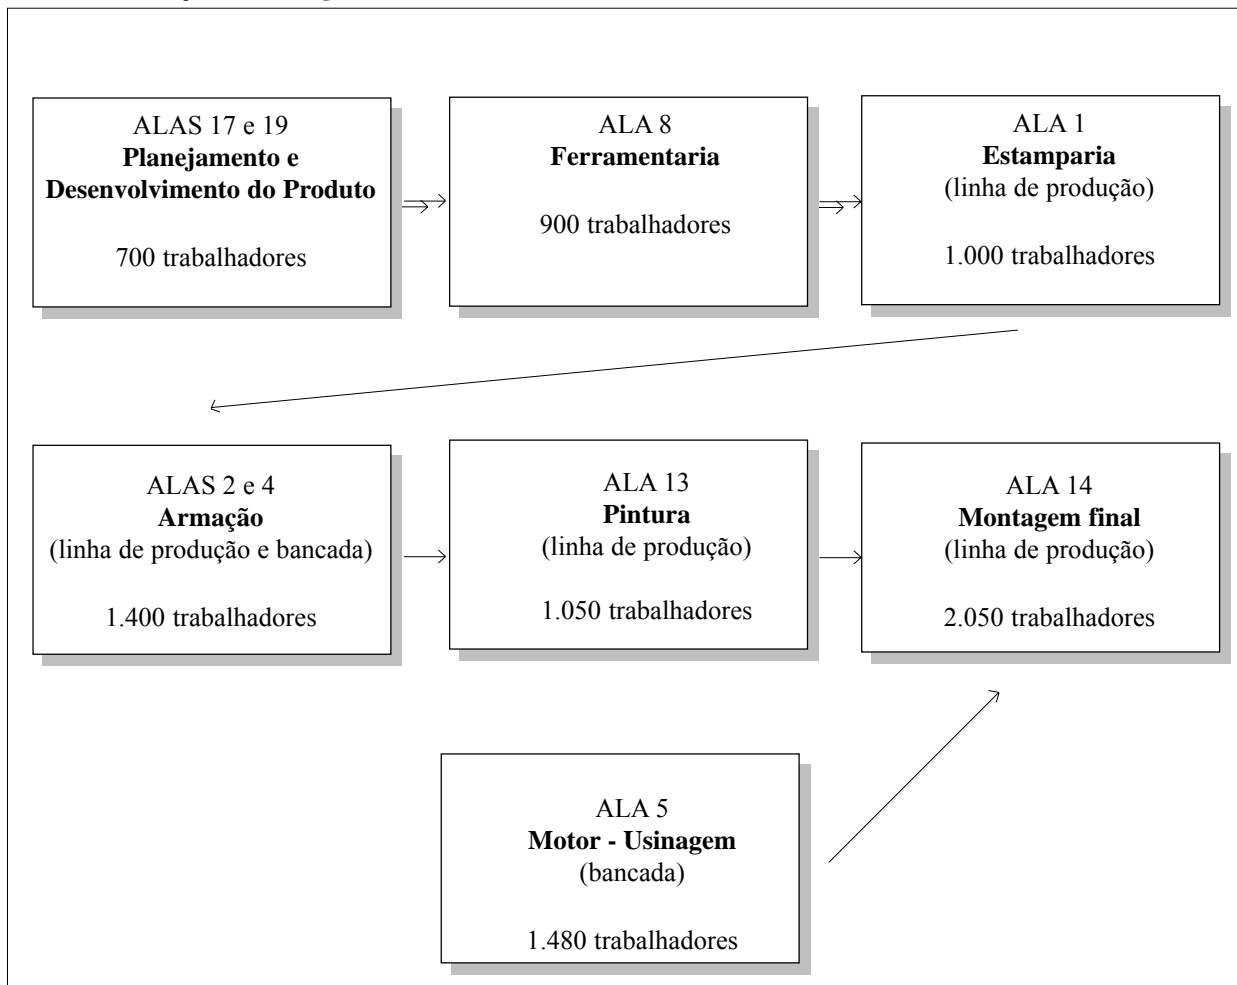 ALAS 17 e 19
Planejamento e
Desenvolvimento do Produto
700 trabalhadores
ALA 8
Ferramentaria
900 trabalhadores
ALA 1
Estamparia
(linha de produção)
1.000 trabalhadores
ALAS 2 e 4
Armação
(linha de produção e bancada)
1.400 trabalhadores
ALA 13
Pintura
(linha de produção)
1.050 trabalhadores
ALA 14
Montagem final
(linha de produção)
2.050 trabalhadores
ALA 5
Motor - Usinagem
(bancada)
1.480 trabalhadores